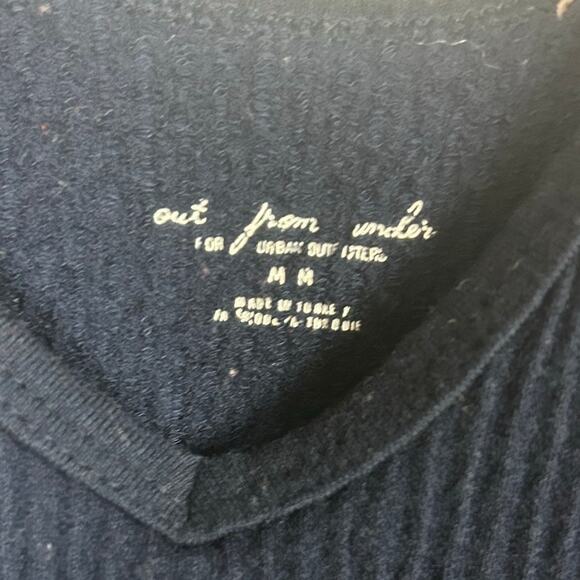 out from under
FOR URBAN OUTFITTERS
M M
MADE IN TURKEY